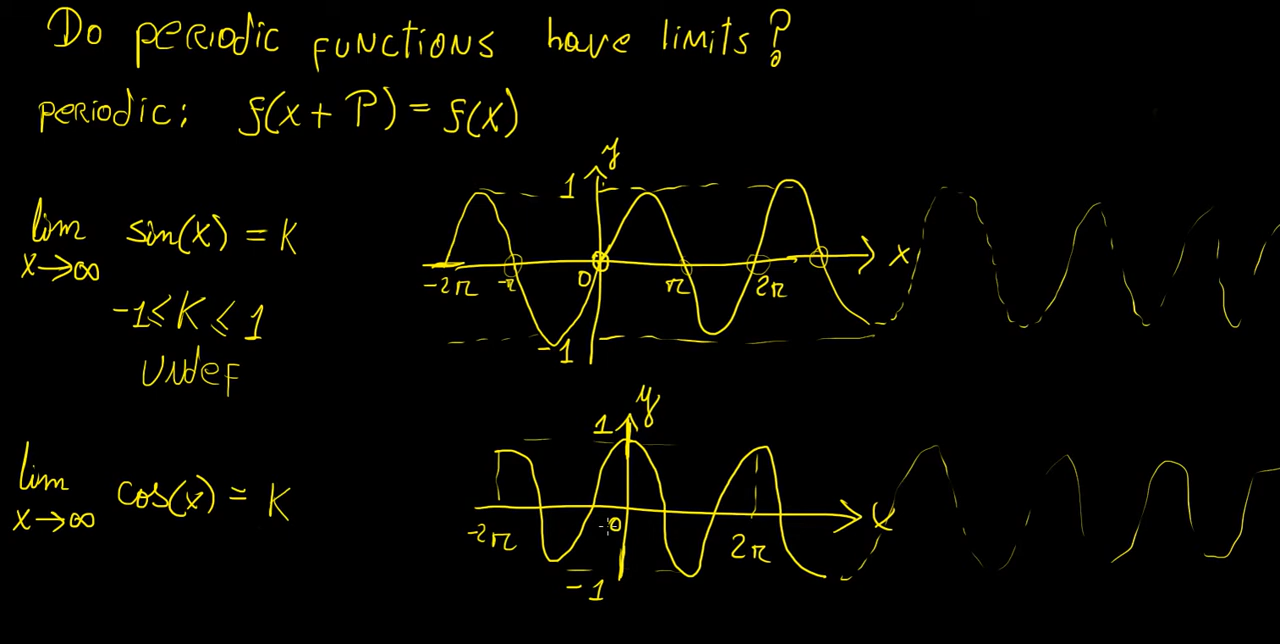 Do periodic functions have limits?
periodic: f(x + P) = f(x)
lim x→∞ sin(x) = K
-1 ≤ K ≤ 1
undef
y
1
-2π -π 0 π 2π x
-1
lim x→∞ cos(x) = K
y
1
-2π 0 2π x
-1